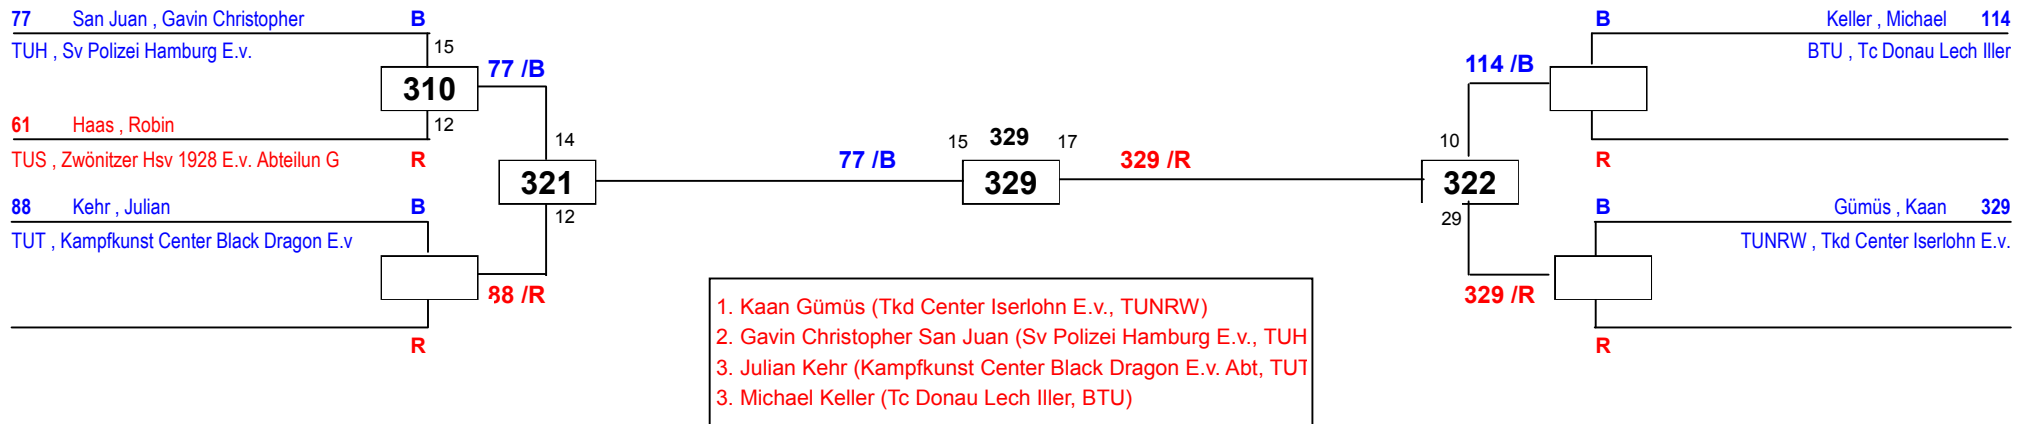 77 San Juan , Gavin Christopher B
TUH , Sv Polizei Hamburg E.v.
15
310
77 /B
12
61 Haas , Robin
TUS , Zwönitzer Hsv 1928 E.v. Abteilun G R
14
321
12
88 Kehr , Julian B
TUT , Kampfkunst Center Black Dragon E.v
88 /R
R
77 /B
15 329 17
329
329 /R
B Keller , Michael 114
BTU , Tc Donau Lech Iller
114 /B
R
10
322
29
B Gümüs , Kaan 329
TUNRW , Tkd Center Iserlohn E.v.
329 /R
R
1. Kaan Gümüs (Tkd Center Iserlohn E.v., TUNRW)
2. Gavin Christopher San Juan (Sv Polizei Hamburg E.v., TUH
3. Julian Kehr (Kampfkunst Center Black Dragon E.v. Abt, TUT
3. Michael Keller (Tc Donau Lech Iller, BTU)